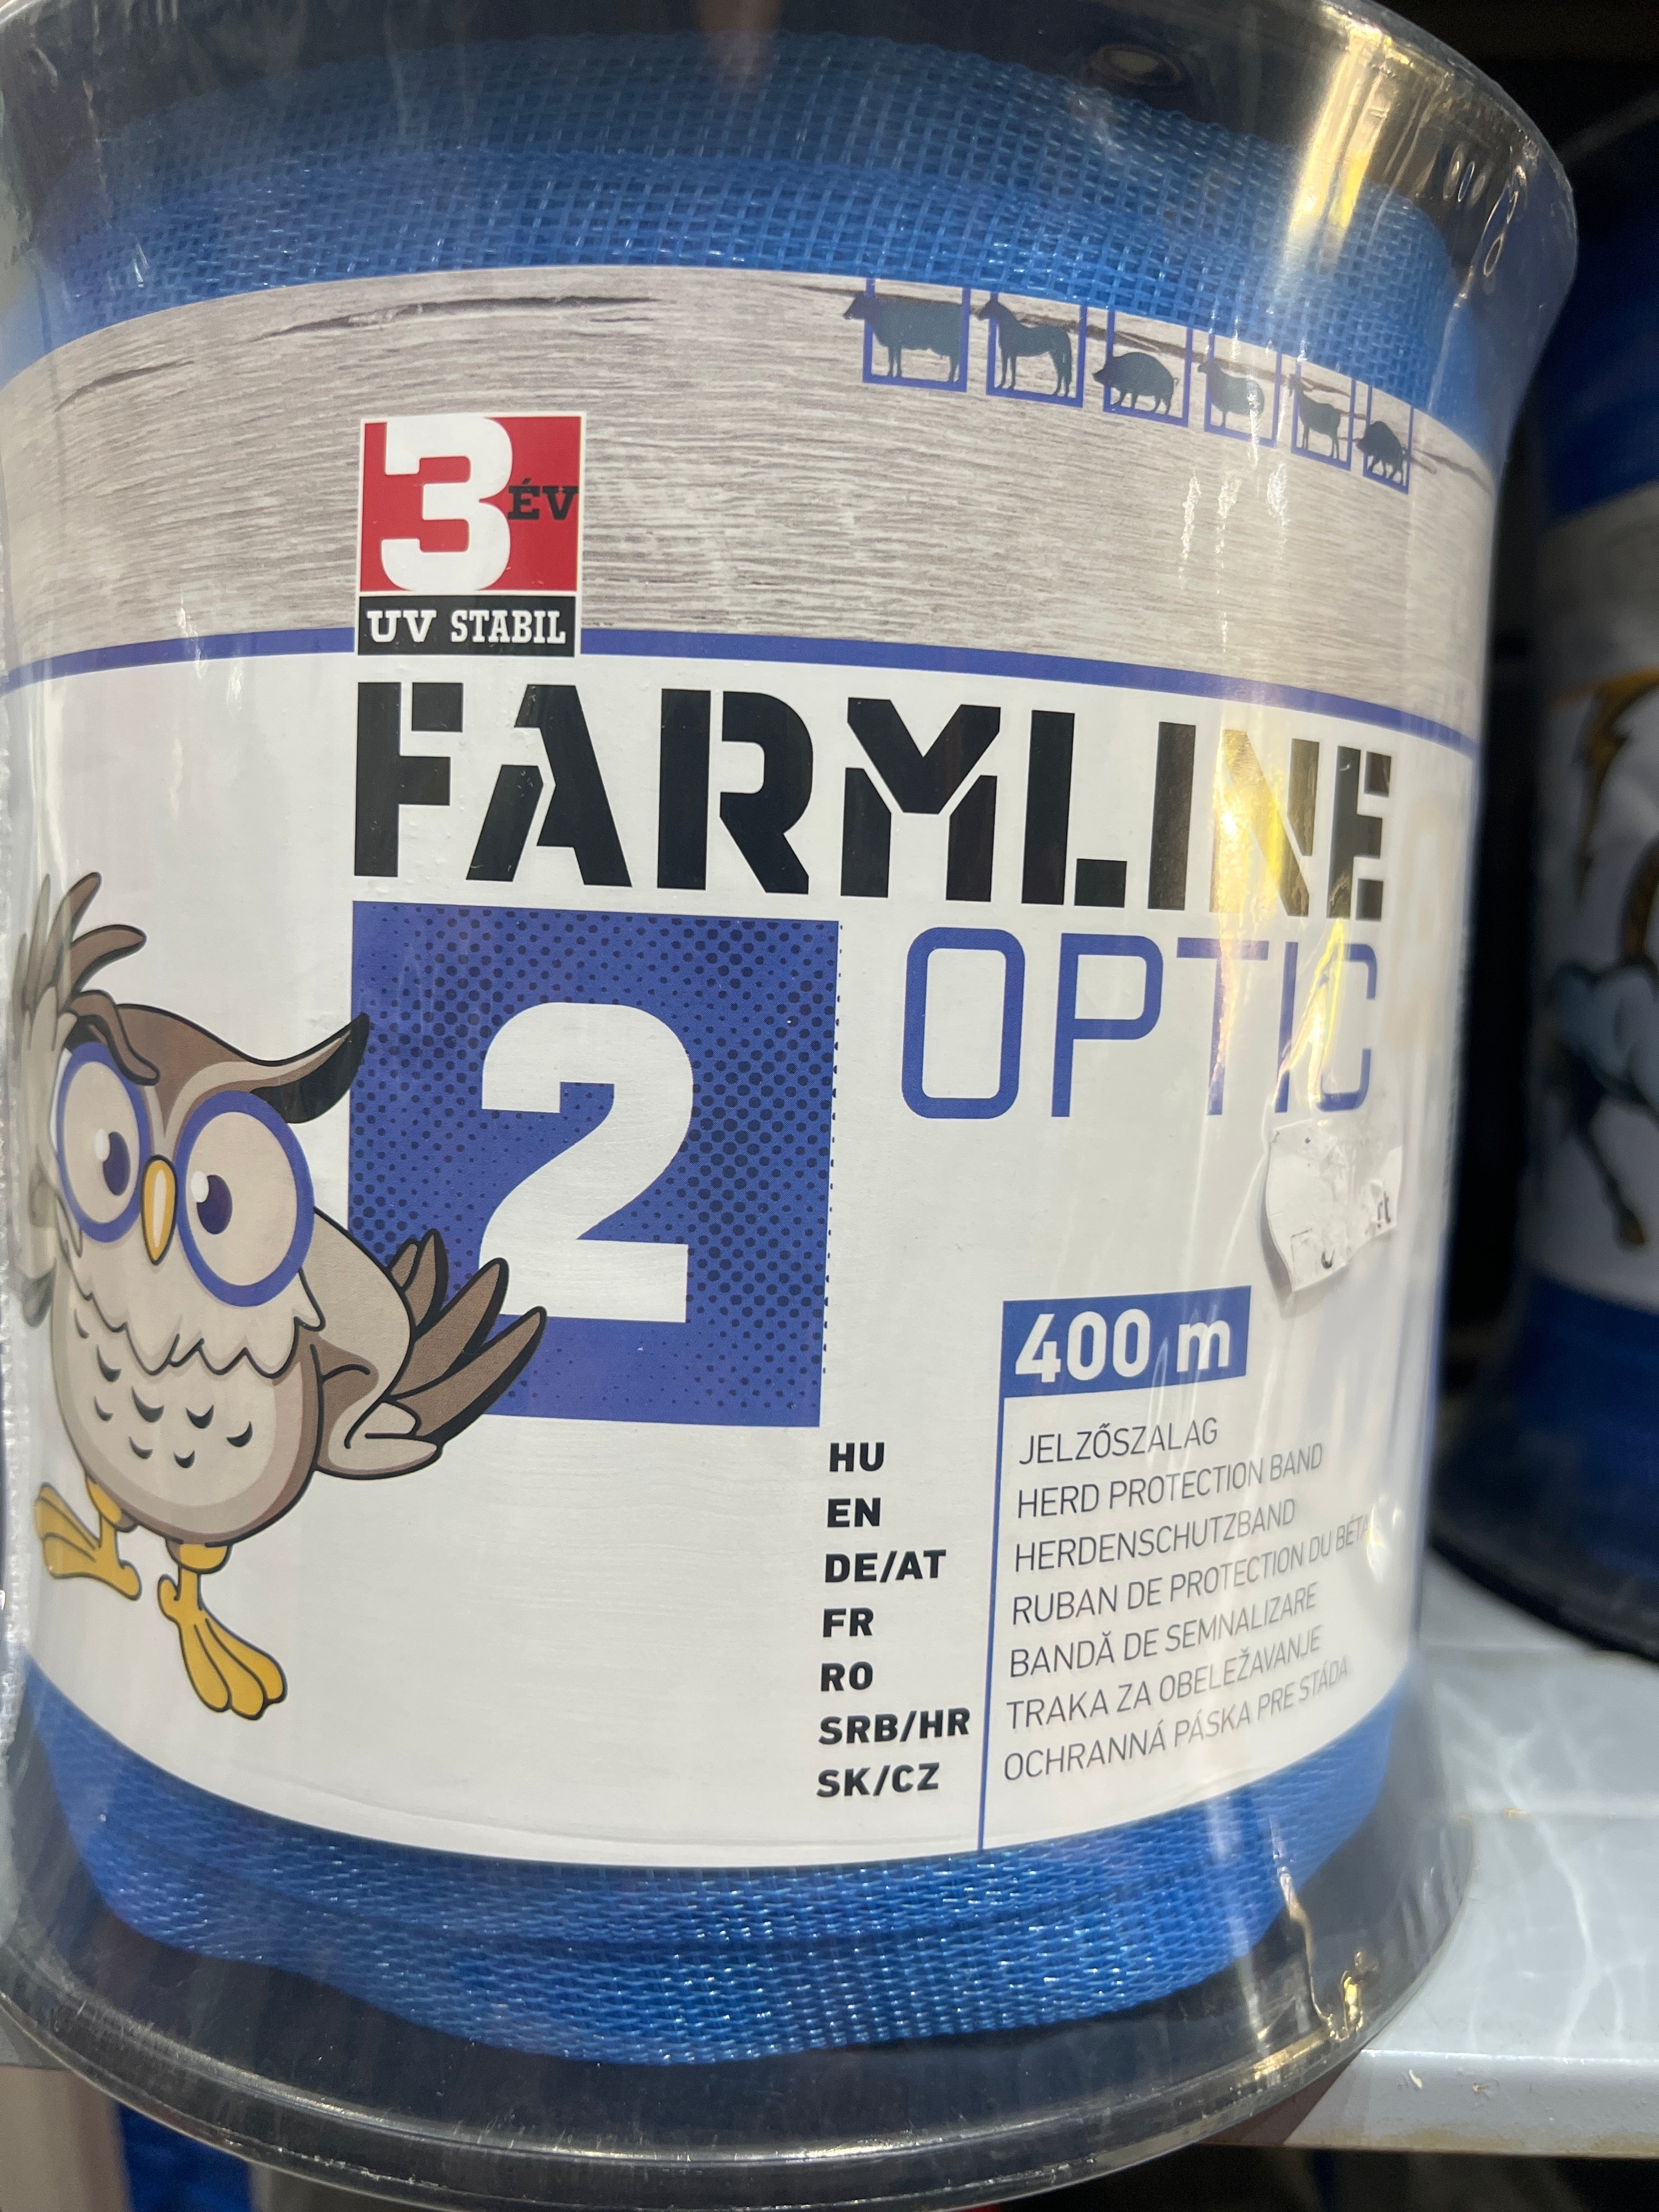 3 ÉV
UV STABIL
FARMLINE
OPTIC
2
400 m
HU JELZŐSZALAG
EN HERD PROTECTION BAND
DE/AT HERDENSCHUTZBAND
FR RUBAN DE PROTECTION DU
RO BANDĂ DE SEMNALIZARE
SRB/HR TRAKA ZA OBELEŽAVANJE
SK/CZ OCHRANNÁ PÁSKA PRE STÁDA